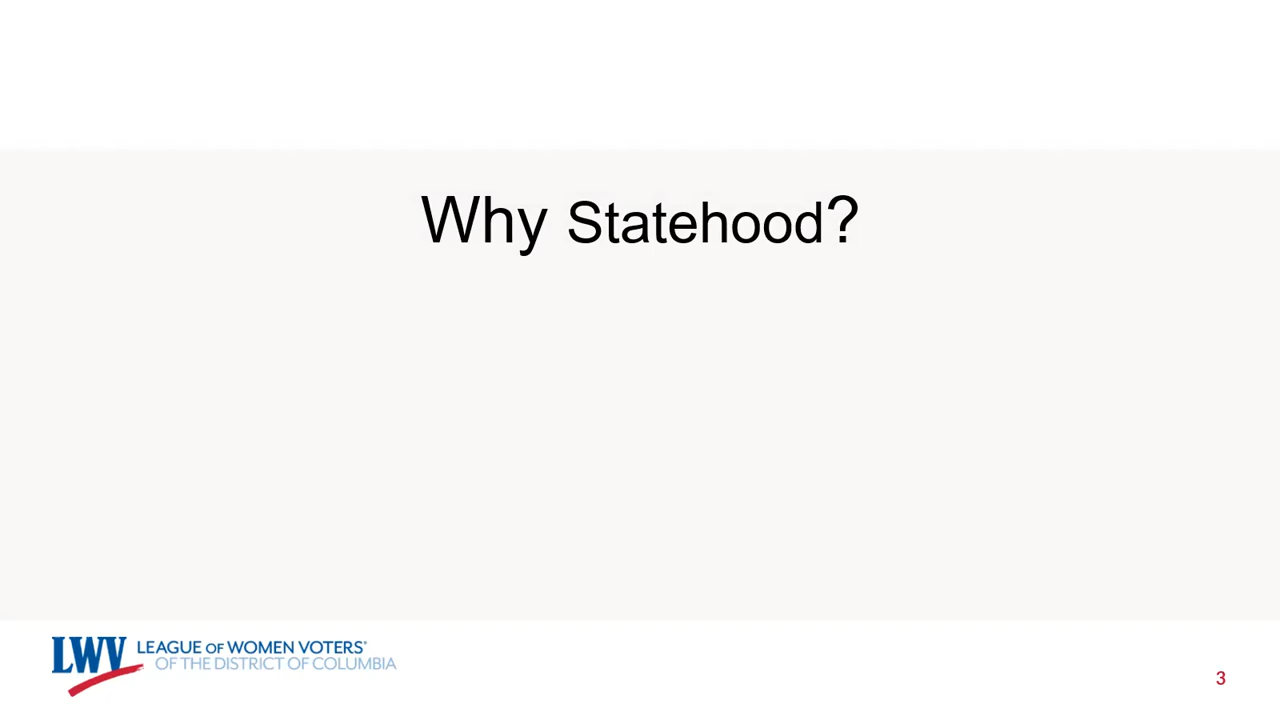 Why Statehood?
LWV LEAGUE OF WOMEN VOTERS®
OF THE DISTRICT OF COLUMBIA
3